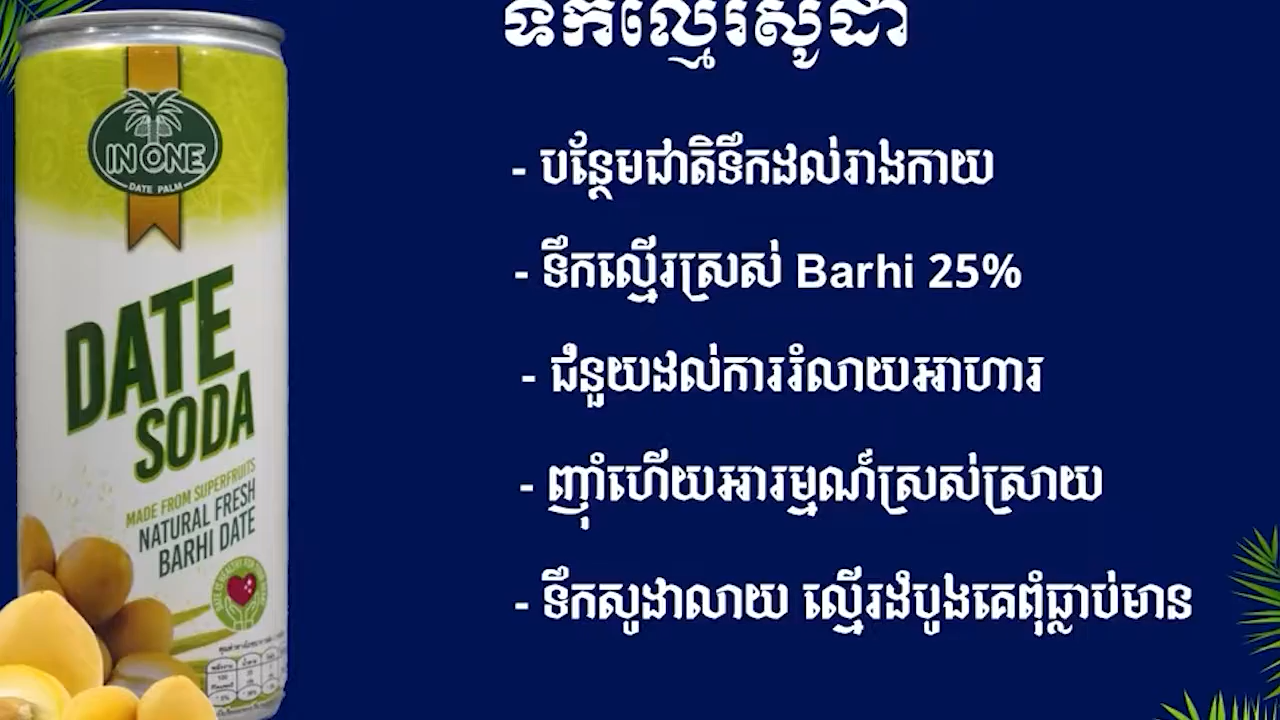 ទឹកល្មើរសូដា
- បន្ថែមជាតិទឹកដល់រាងកាយ
- ទឹកល្មើរស្រស់ Barhi 25%
- ជំនួយដល់ការរំលាយអាហារ
- ញ៉ាំហើយអារម្មណ៍ស្រស់ស្រាយ
- ទឹកសូដាលាយ ល្មើរដំបូងគេពុំធ្លាប់មាន
IN ONE
DATE PALM
DATE
SODA
MADE FROM SUPERFRUITS
NATURAL FRESH
BARHI DATE